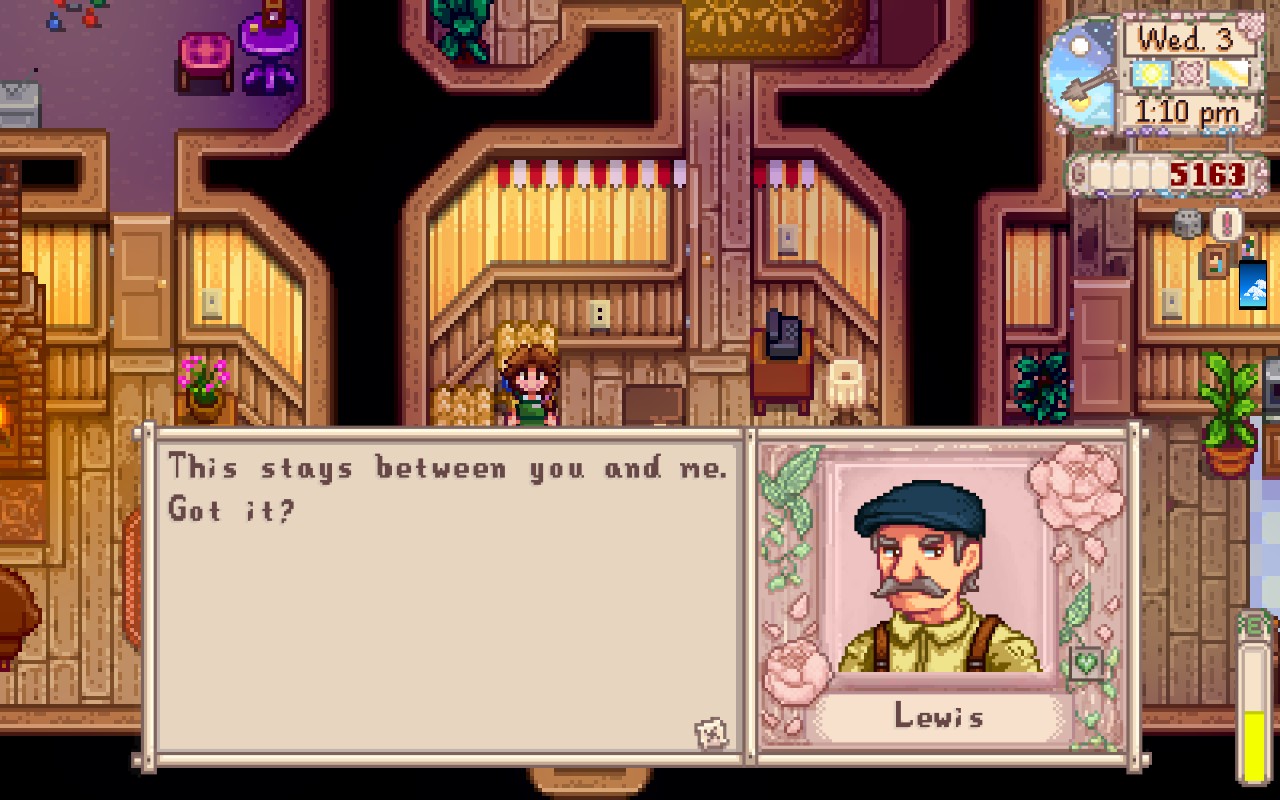 Wed. 3
1:10 pm
G 5163
This stays between you and me.
Got it?
Lewis
E